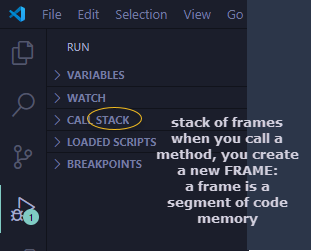 File Edit Selection View Go
RUN
VARIABLES
WATCH
CALL STACK
LOADED SCRIPTS
BREAKPOINTS
1
stack of frames
when you call a
method, you create
a new FRAME:
a frame is a
segment of code
memory